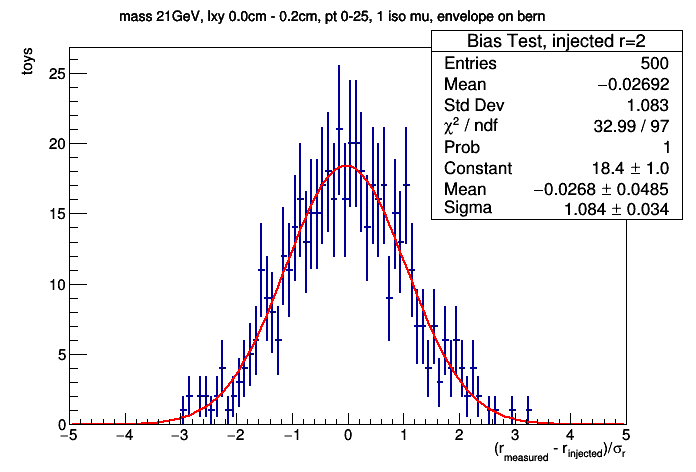 mass 21GeV, lxy 0.0cm - 0.2cm, pt 0-25, 1 iso mu, envelope on bern
toys
Bias Test, injected r=2
Entries 500
Mean −0.02692
Std Dev 1.083
χ² / ndf 32.99 / 97
Prob 1
Constant 18.4 ± 1.0
Mean −0.0268 ± 0.0485
Sigma 1.084 ± 0.034
25
20
15
10
5
0
−5 −4 −3 −2 −1 0 1 2 3 4 5
(r_measured - r_injected)/σ_r